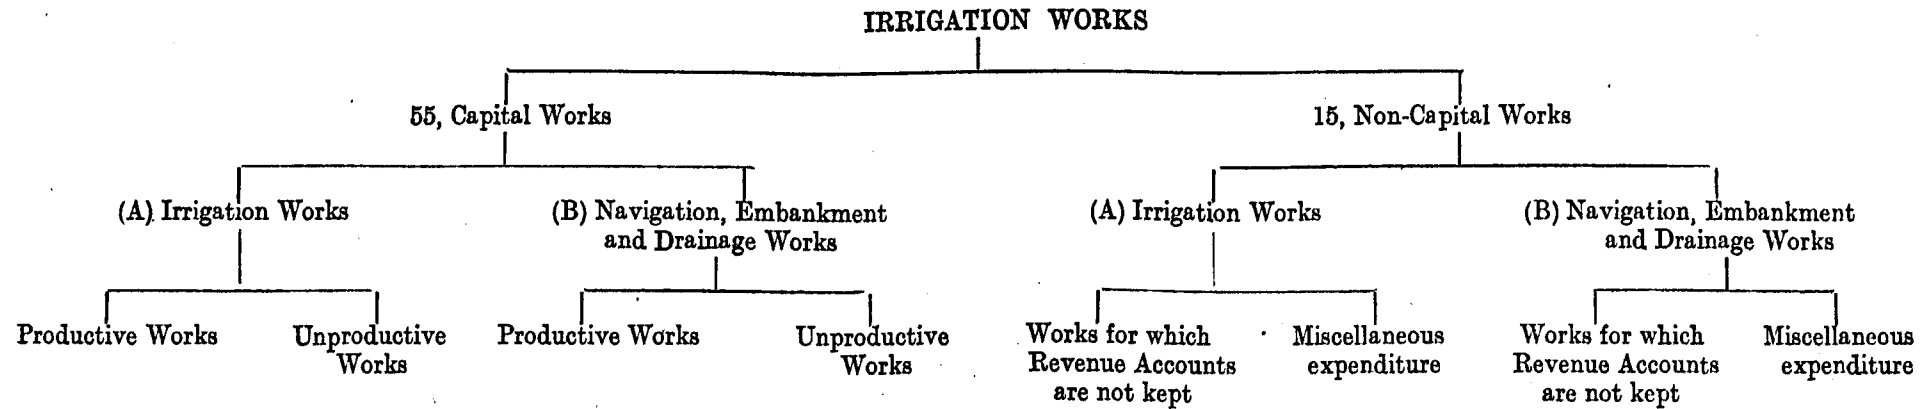 IRRIGATION WORKS
55, Capital Works
15, Non-Capital Works
(A) Irrigation Works
(B) Navigation, Embankment
and Drainage Works
(A) Irrigation Works
(B) Navigation, Embankment
and Drainage Works
Productive Works
Unproductive
Works
Productive Works
Unproductive
Works
Works for which
Revenue Accounts
are not kept
Miscellaneous
expenditure
Works for which
Revenue Accounts
are not kept
Miscellaneous
expenditure